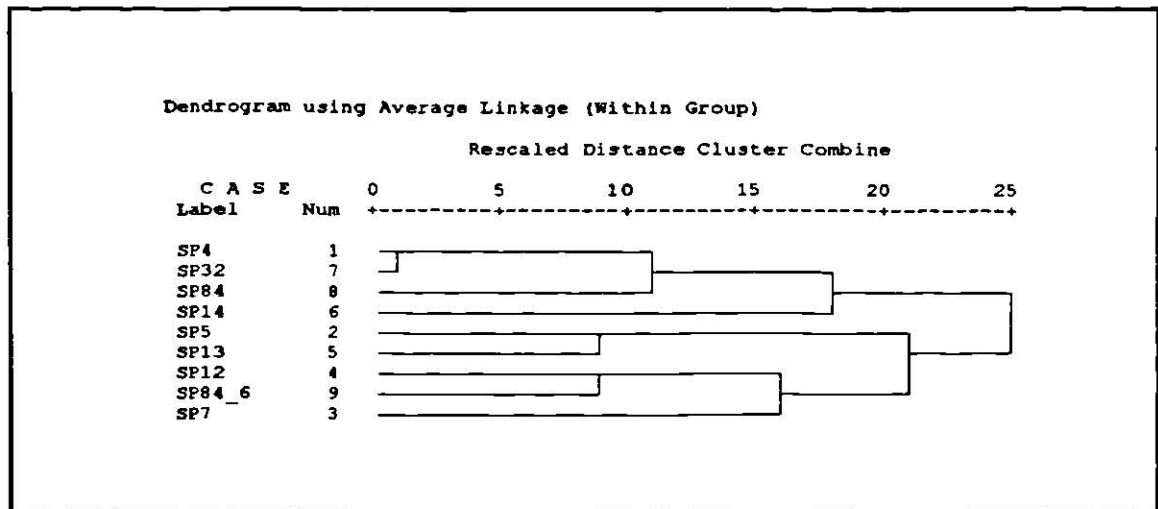 Dendrogram using Average Linkage (Within Group)
Rescaled Distance Cluster Combine
C A S E 0 5 10 15 20 25
Label Num +---------+---------+---------+---------+---------+
SP4 1
SP32 7
SP84 8
SP14 6
SP5 2
SP13 5
SP12 4
SP84_6 9
SP7 3